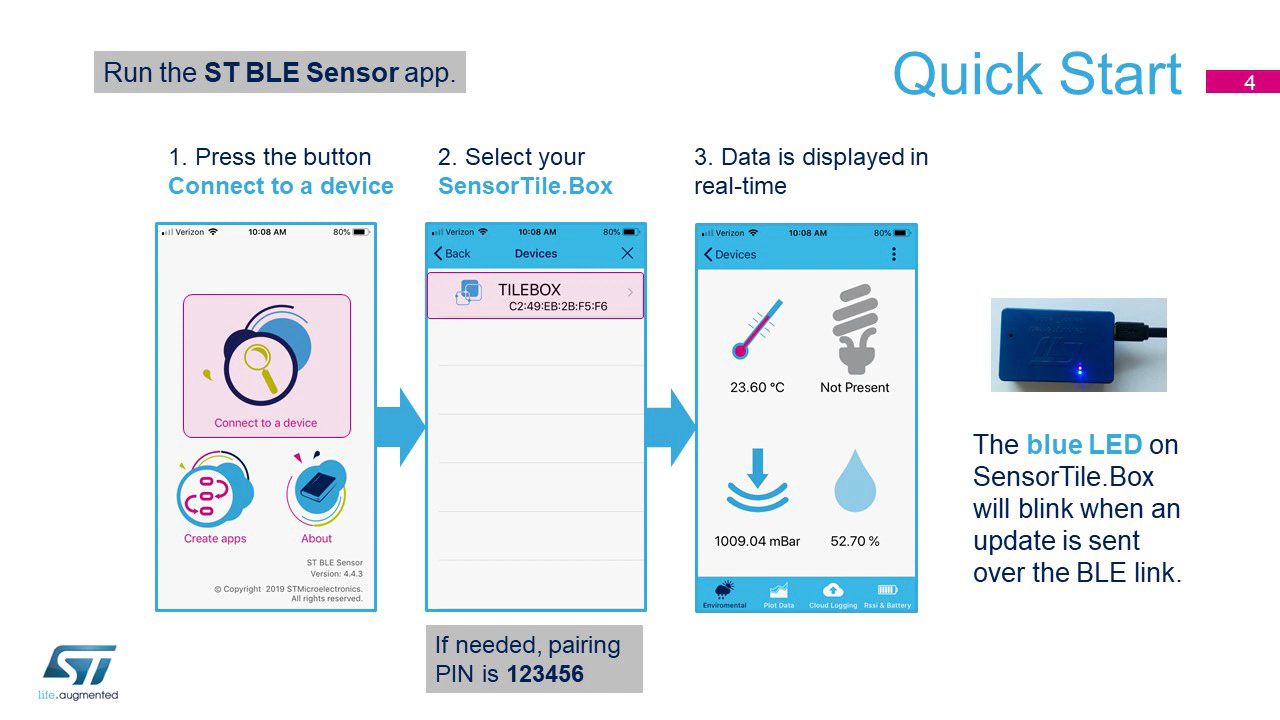 Run the ST BLE Sensor app.
Quick Start
4
1. Press the button
Connect to a device
2. Select your
SensorTile.Box
3. Data is displayed in
real-time
Verizon 10:08 AM 80%
Connect to a device
Create apps About
ST BLE Sensor
Version: 4.4.3
© Copyright 2019 STMicroelectronics.
All rights reserved.
Verizon 10:08 AM 80%
Back Devices
TILEBOX
C2:49:EB:2B:F5:F6
If needed, pairing
PIN is 123456
Verizon 10:08 AM 80%
Devices
23.60 °C Not Present
1009.04 mBar 52.70 %
Enviromental Plot Data Cloud Logging Rssi & Battery
ST
The blue LED on
SensorTile.Box
will blink when an
update is sent
over the BLE link.
ST
life.augmented